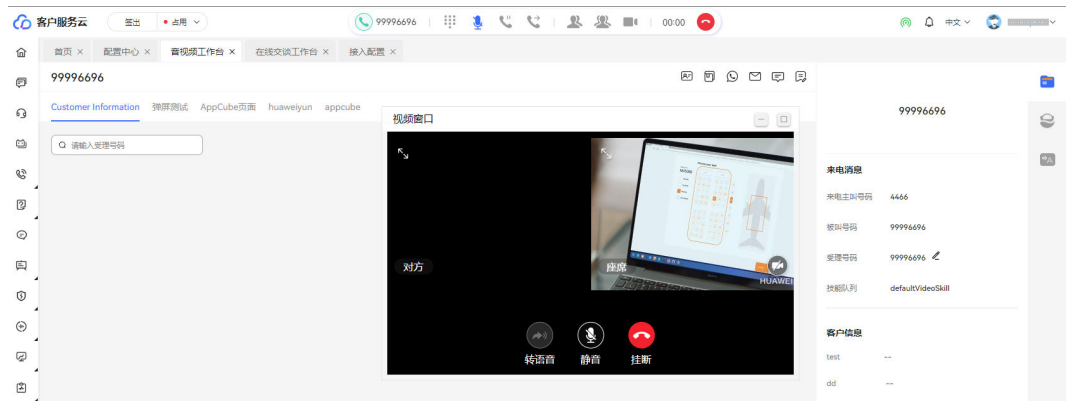 客户服务云 签出 占用 99996696 00:00 中文
首页 配置中心 音视频工作台 在线交谈工作台 接入配置
99996696
Customer Information 弹屏测试 AppCube页面 huaweiyun appcube
请输入受理号码
视频窗口
对方
座席
HUAWEI
转语音 静音 挂断
99996696
来电消息
来电主叫号码 4466
被叫号码 99996696
受理号码 99996696
技能队列 defaultVideoSkill
客户信息
test --
dd --